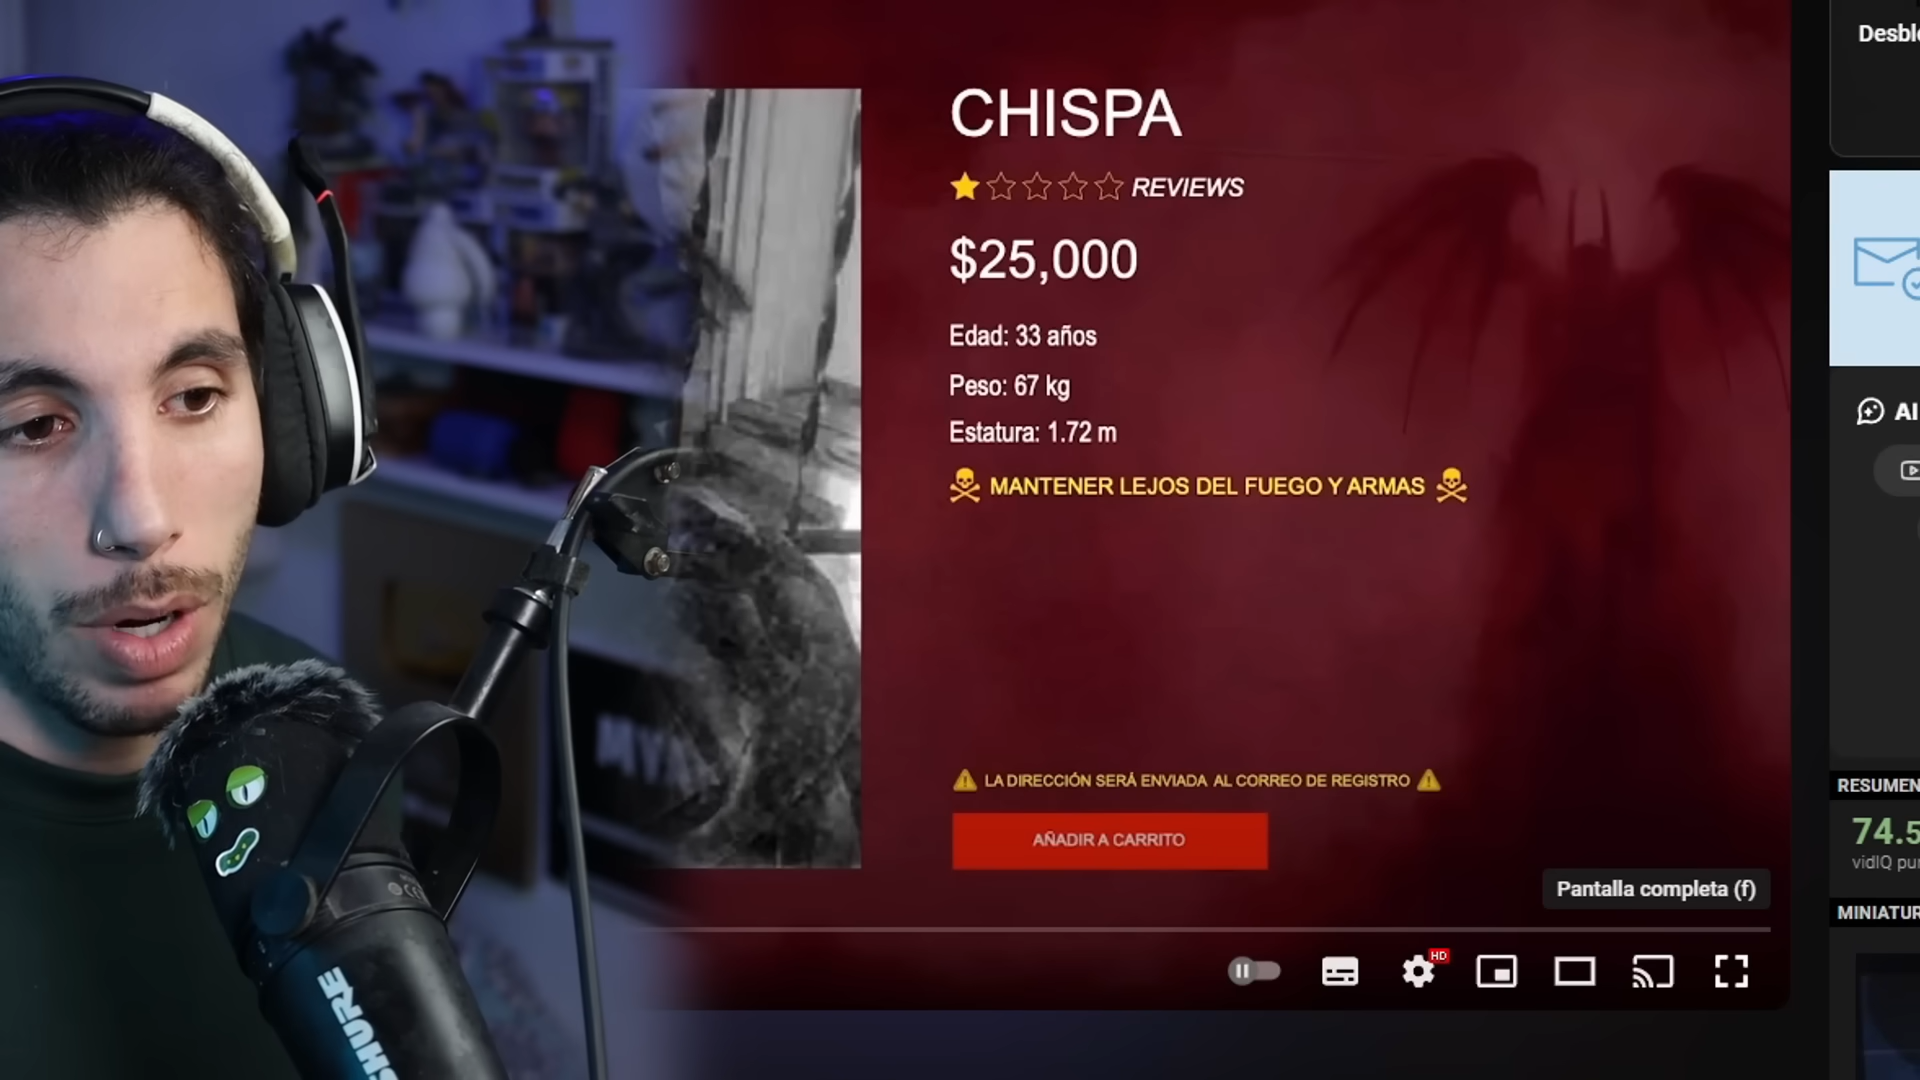 CHISPA
REVIEWS
$25,000
Edad: 33 años
Peso: 67 kg
Estatura: 1.72 m
MANTENER LEJOS DEL FUEGO Y ARMAS
LA DIRECCIÓN SERÁ ENVIADA AL CORREO DE REGISTRO
AÑADIR A CARRITO
Pantalla completa (f)
HD
Desblo
AI
RESUMEN
74.5
vidIQ pun
MINIATUR
SHURE